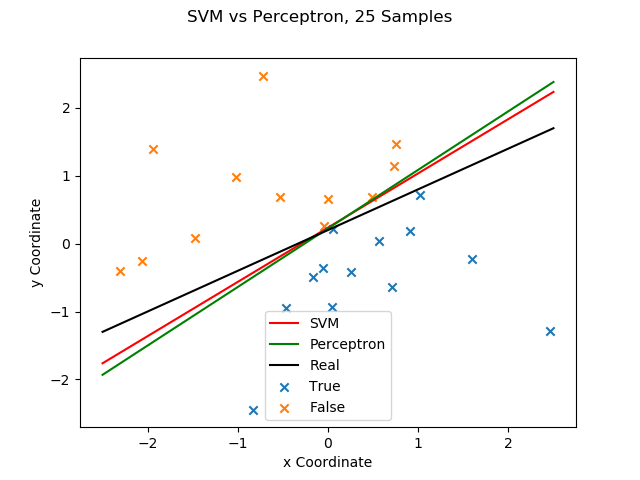 SVM vs Perceptron, 25 Samples
y Coordinate
2
1
0
−1
−2
SVM
Perceptron
Real
True
False
−2 −1 0 1 2
x Coordinate